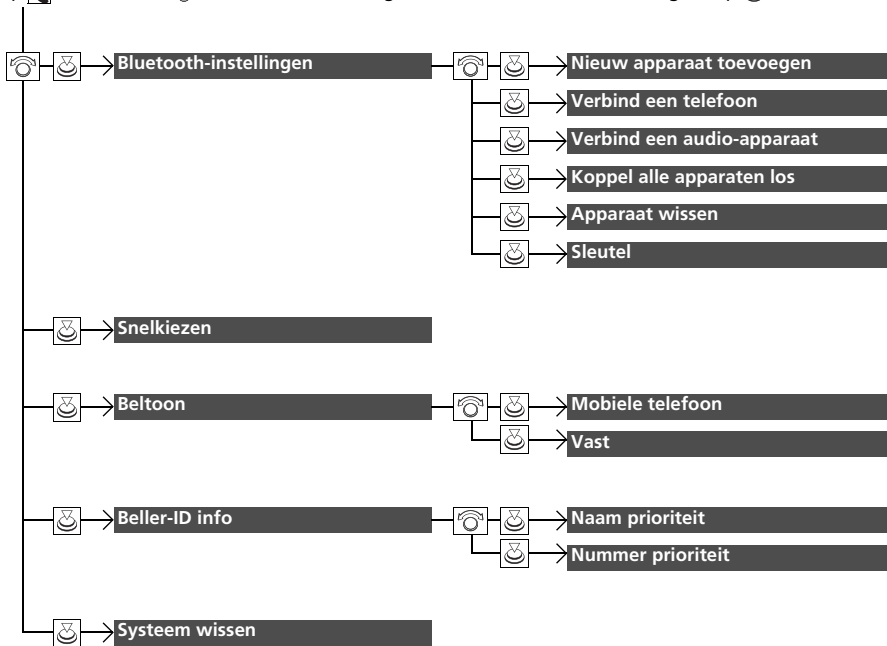 Bluetooth-instellingen
Nieuw apparaat toevoegen
Verbind een telefoon
Verbind een audio-apparaat
Koppel alle apparaten los
Apparaat wissen
Sleutel
Snelkiezen
Beltoon
Mobiele telefoon
Vast
Beller-ID info
Naam prioriteit
Nummer prioriteit
Systeem wissen